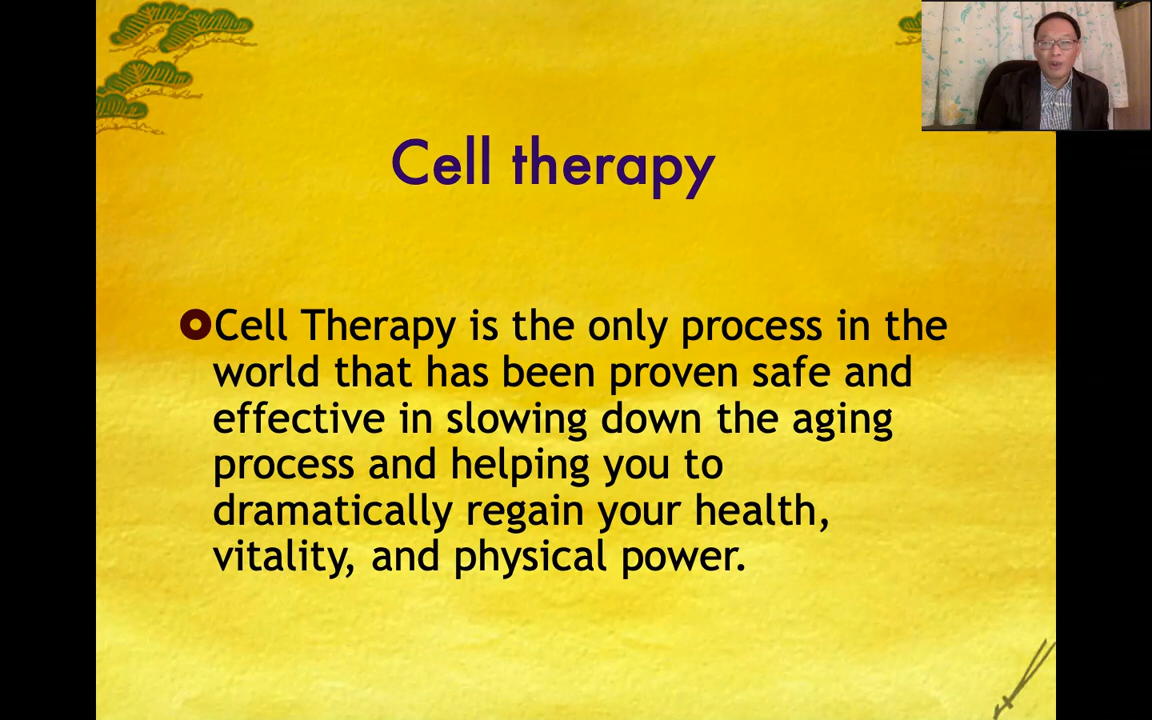 Cell therapy
Cell Therapy is the only process in the
world that has been proven safe and
effective in slowing down the aging
process and helping you to
dramatically regain your health,
vitality, and physical power.